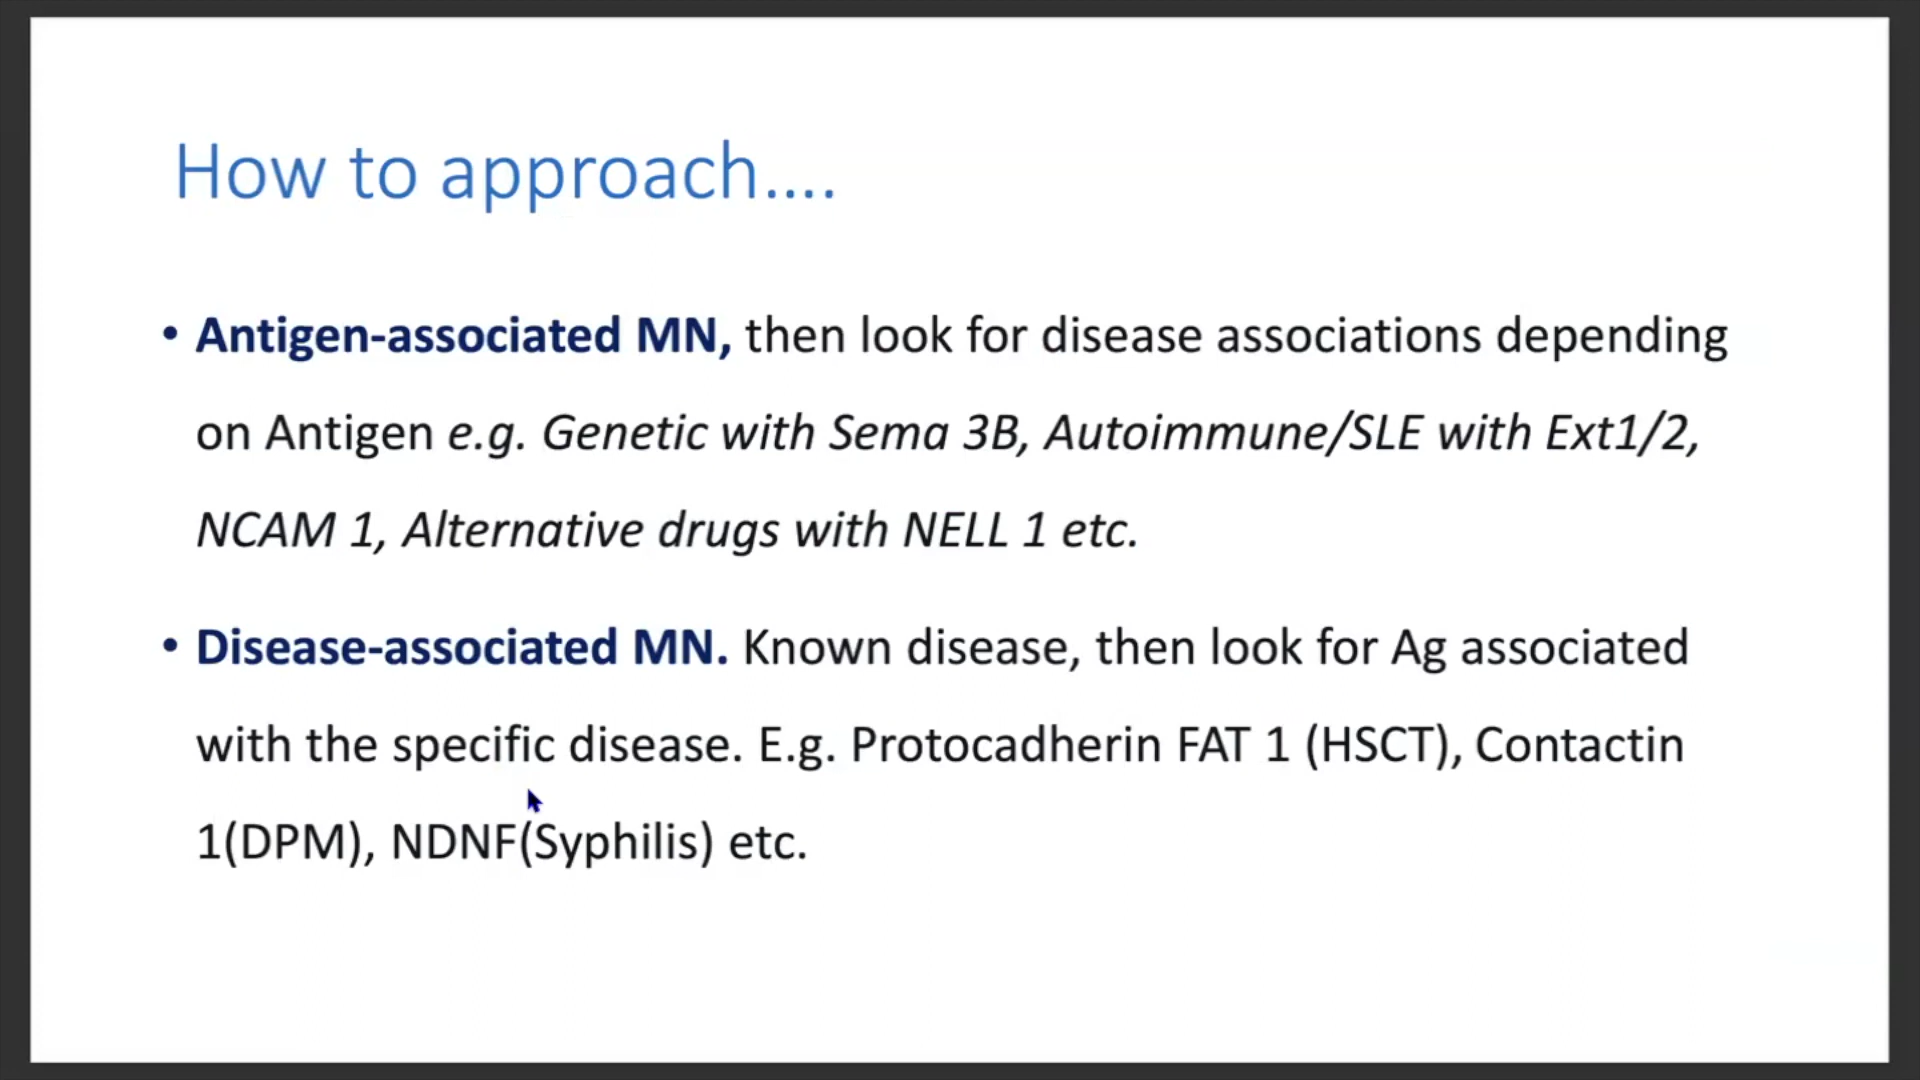 How to approach....
• Antigen-associated MN, then look for disease associations depending
on Antigen e.g. Genetic with Sema 3B, Autoimmune/SLE with Ext1/2,
NCAM 1, Alternative drugs with NELL 1 etc.
• Disease-associated MN. Known disease, then look for Ag associated
with the specific disease. E.g. Protocadherin FAT 1 (HSCT), Contactin
1(DPM), NDNF(Syphilis) etc.